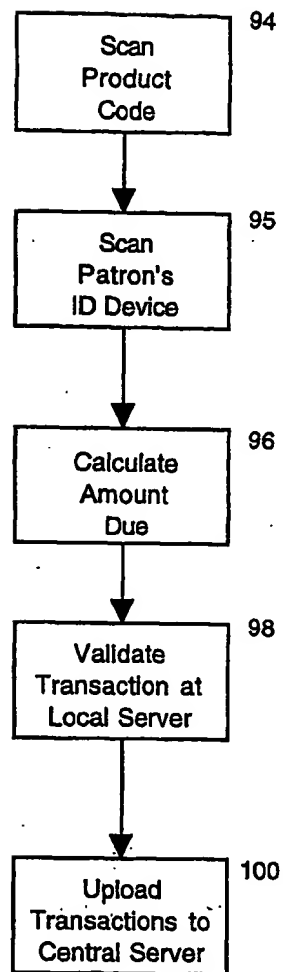 94
Scan
Product
Code
95
Scan
Patron's
ID Device
96
Calculate
Amount
Due
98
Validate
Transaction at
Local Server
100
Upload
Transactions to
Central Server